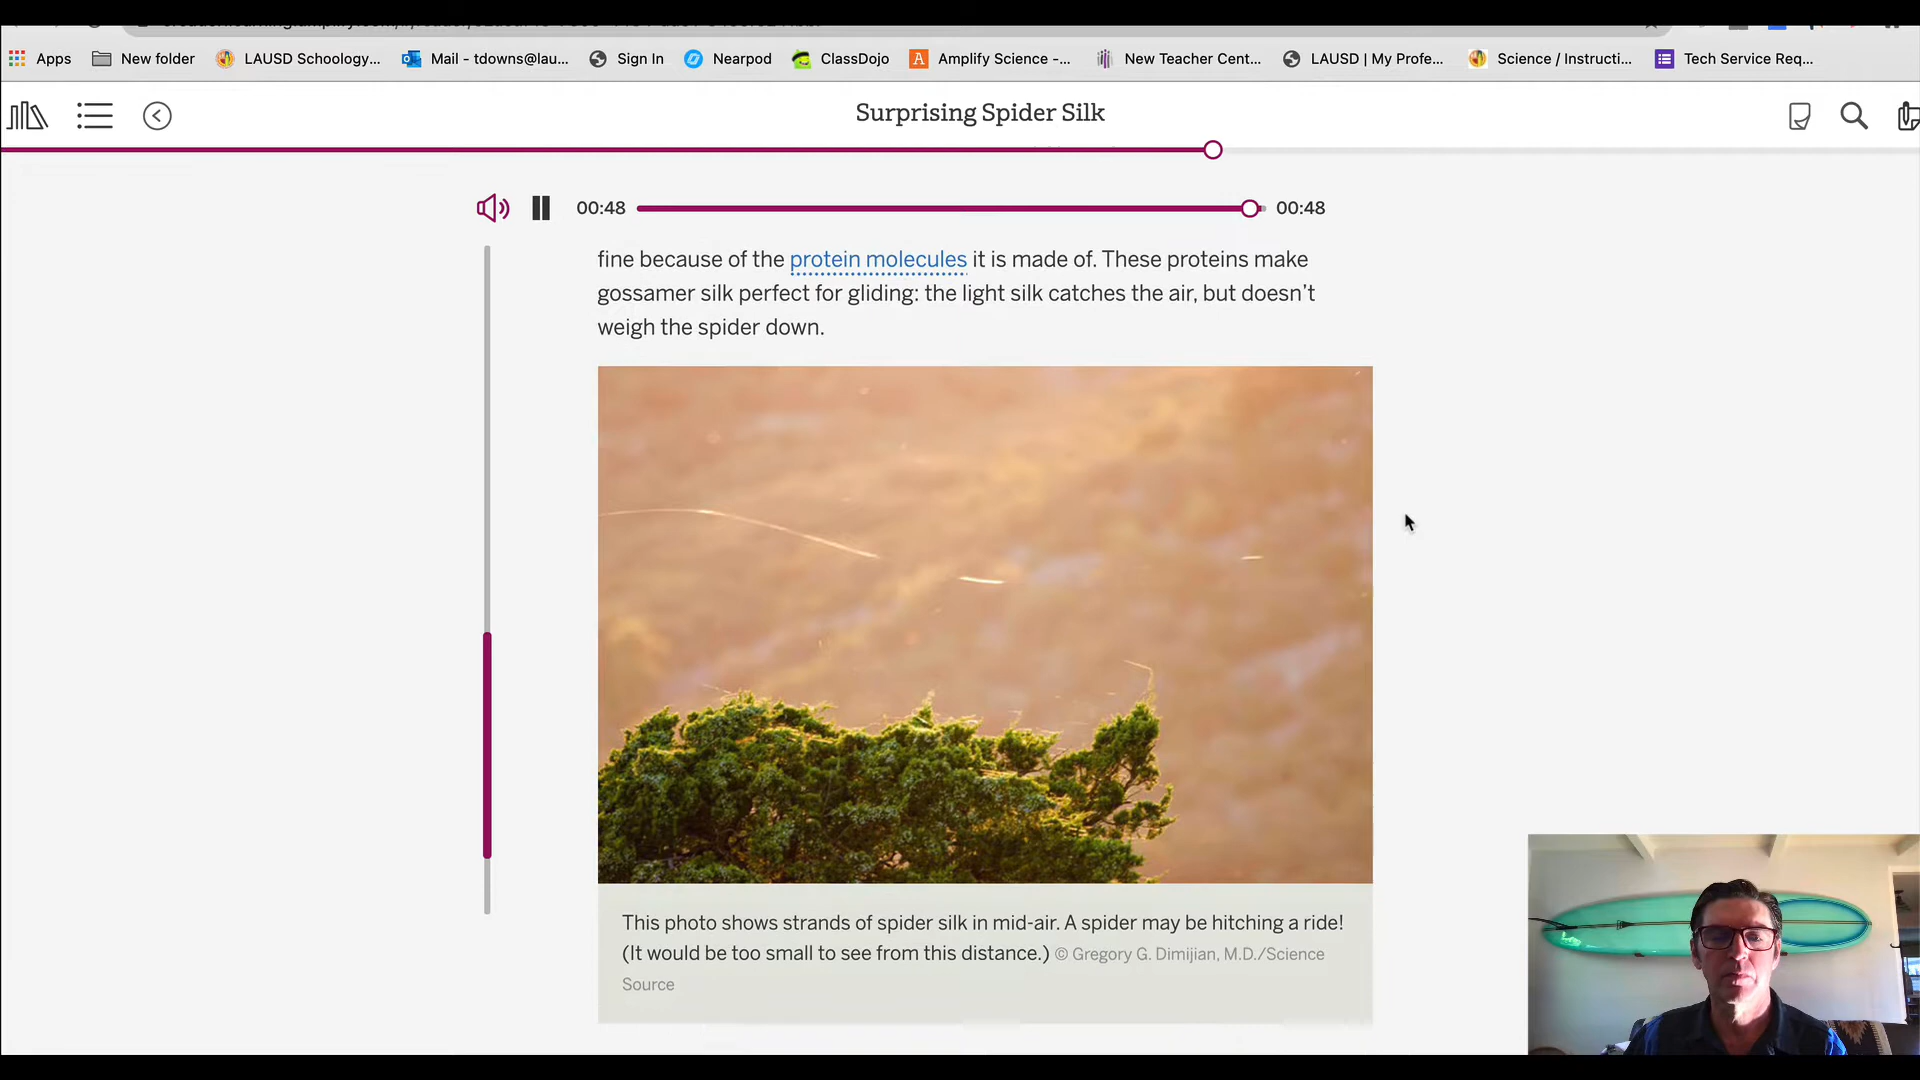 Apps New folder LAUSD Schoology... Mail - tdowns@lau... Sign In Nearpod ClassDojo Amplify Science -... New Teacher Cent... LAUSD | My Profe... Science / Instructi... Tech Service Req...
Surprising Spider Silk
00:48 00:48
fine because of the protein molecules it is made of. These proteins make
gossamer silk perfect for gliding: the light silk catches the air, but doesn’t
weigh the spider down.
This photo shows strands of spider silk in mid-air. A spider may be hitching a ride!
(It would be too small to see from this distance.) © Gregory G. Dimijian, M.D./Science
Source